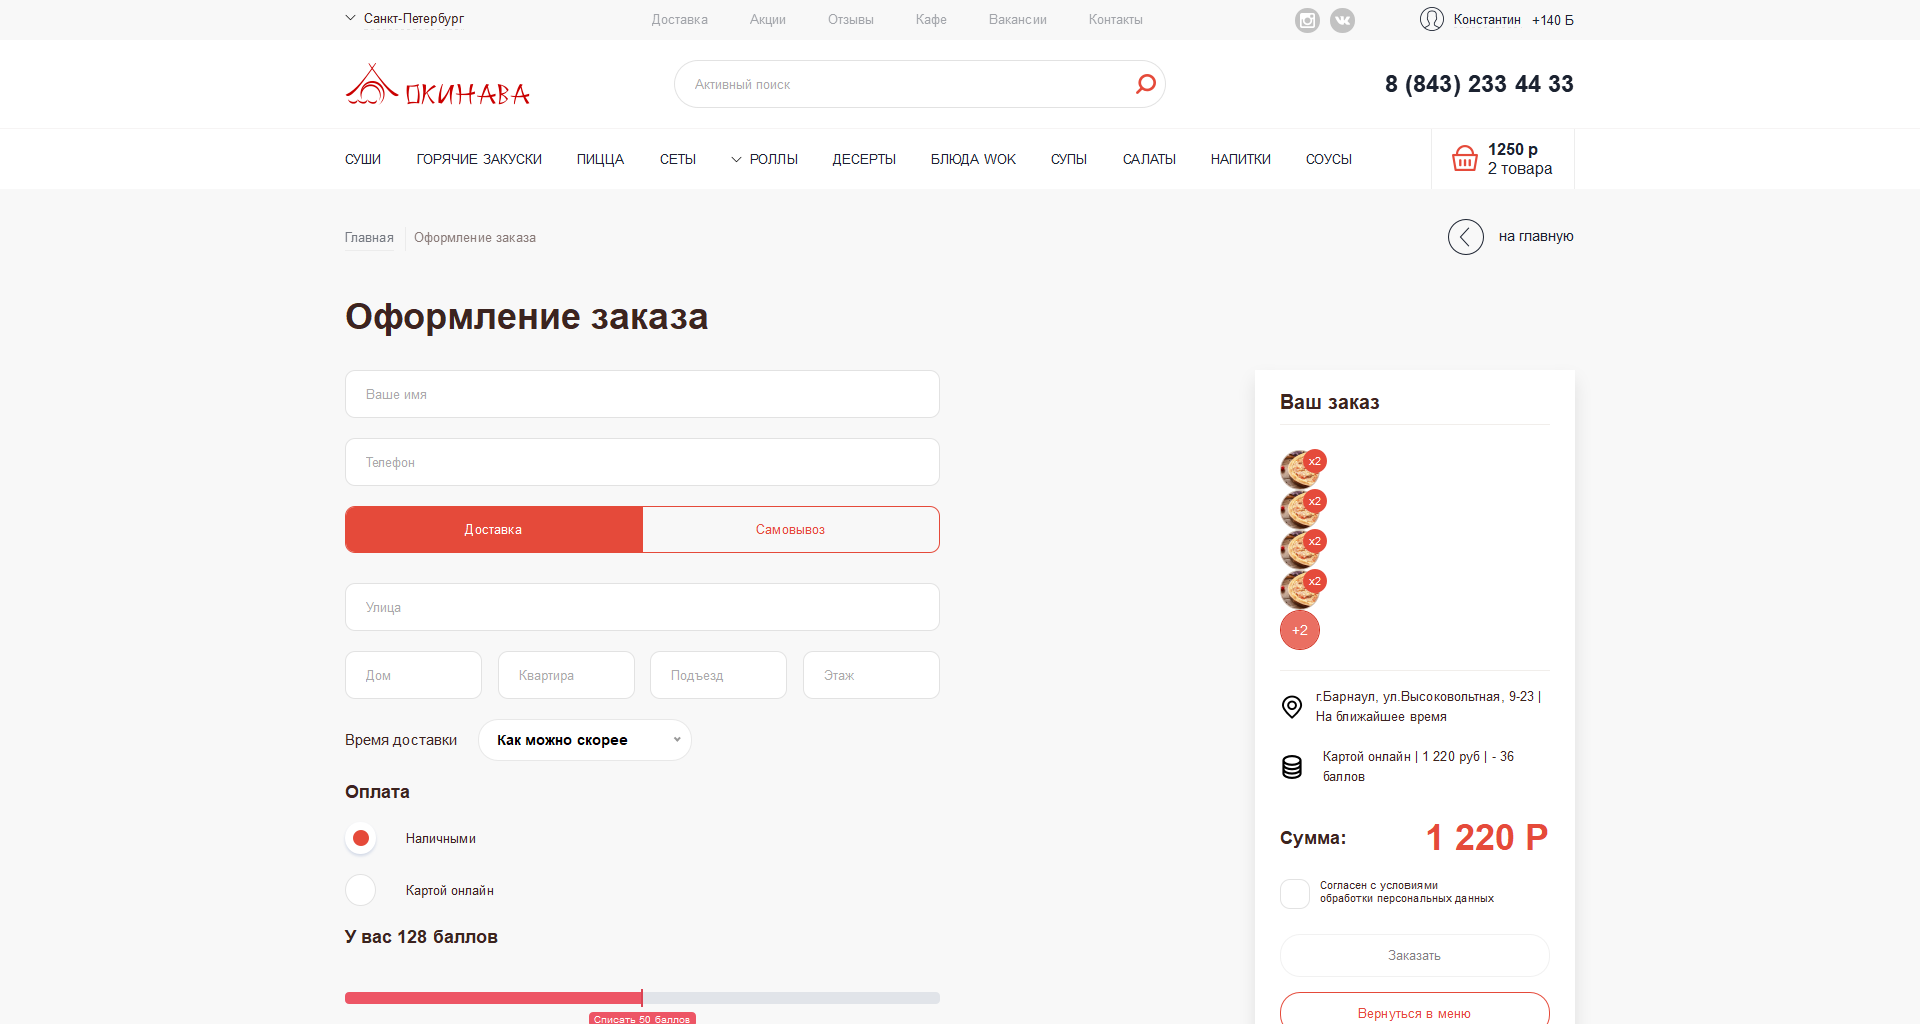 Санкт-Петербург
Доставка Акции Отзывы Кафе Вакансии Контакты
Константин +140 Б
ОКИНАВА
Активный поиск
8 (843) 233 44 33
СУШИ ГОРЯЧИЕ ЗАКУСКИ ПИЦЦА СЕТЫ РОЛЛЫ ДЕСЕРТЫ БЛЮДА WOK СУПЫ САЛАТЫ НАПИТКИ СОУСЫ
1250 р
2 товара
Главная Оформление заказа
на главную
Оформление заказа
Ваше имя
Телефон
Доставка Самовывоз
Улица
Дом Квартира Подъезд Этаж
Время доставки Как можно скорее
Оплата
Наличными
Картой онлайн
У вас 128 баллов
Списать 50 баллов
Ваш заказ
x2
x2
x2
x2
+2
г.Барнаул, ул.Высоковольтная, 9-23 |
На ближайшее время
Картой онлайн | 1 220 руб | - 36
баллов
Сумма: 1 220 Р
Согласен с условиями
обработки персональных данных
Заказать
Вернуться в меню